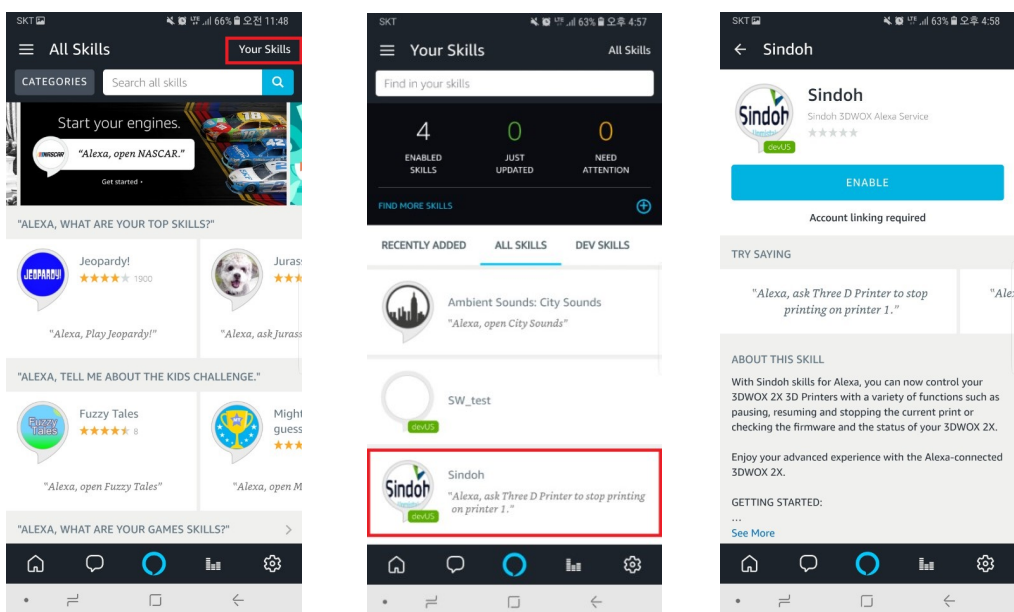 SKT LTE 66% 오전 11:48
All Skills
Your Skills
CATEGORIES
Search all skills
Start your engines.
NASCAR
"Alexa, open NASCAR."
Get started ›
"ALEXA, WHAT ARE YOUR TOP SKILLS?"
JEOPARDY!
Jeopardy!
1900
"Alexa, Play Jeopardy!"
Juras
"Alexa, ask Jurass
"ALEXA, TELL ME ABOUT THE KIDS CHALLENGE."
Fuzzy
Tales
Fuzzy Tales
8
"Alexa, open Fuzzy Tales"
Might
guess
"Alexa, open M
"ALEXA, WHAT ARE YOUR GAMES SKILLS?"
SKT LTE 63% 오후 4:57
Your Skills
All Skills
Find in your skills
4
ENABLED
SKILLS
0
JUST
UPDATED
0
NEED
ATTENTION
FIND MORE SKILLS
RECENTLY ADDED
ALL SKILLS
DEV SKILLS
Ambient Sounds: City Sounds
"Alexa, open City Sounds"
SW_test
devUS
Sindoh
devUS
Sindoh
"Alexa, ask Three D Printer to stop printing
on printer 1."
SKT LTE 63% 오후 4:58
Sindoh
Sindoh
devUS
Sindoh
Sindoh 3DWOX Alexa Service
ENABLE
Account linking required
TRY SAYING
"Alexa, ask Three D Printer to stop
printing on printer 1."
"Ale
ABOUT THIS SKILL
With Sindoh skills for Alexa, you can now control your
3DWOX 2X 3D Printers with a variety of functions such as
pausing, resuming and stopping the current print or
checking the firmware and the status of your 3DWOX 2X.
Enjoy your advanced experience with the Alexa-connected
3DWOX 2X.
GETTING STARTED:
...
See More